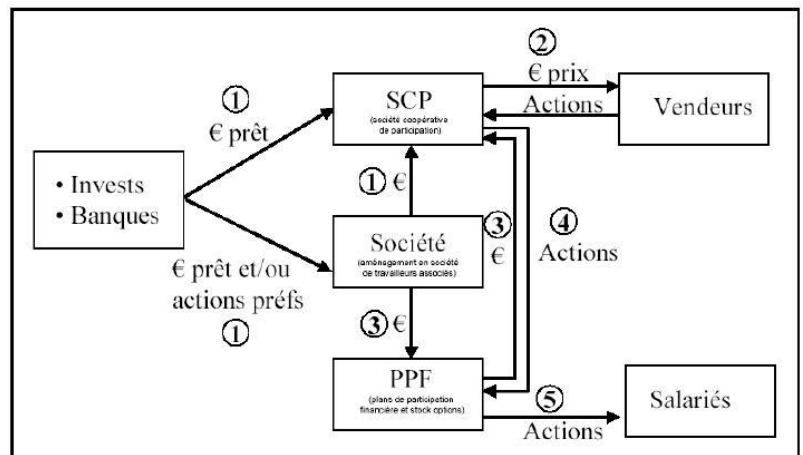 ②
€ prix
Actions
SCP
(société coopérative
de participation)
Vendeurs
①
€ prêt
• Invests
• Banques
① €
③
€
④
Actions
Société
(aménagement en société
de travailleurs associés)
€ prêt et/ou
actions préfs
①
③ €
PPF
(plans de participation
financière et stock options)
⑤
Actions
Salariés